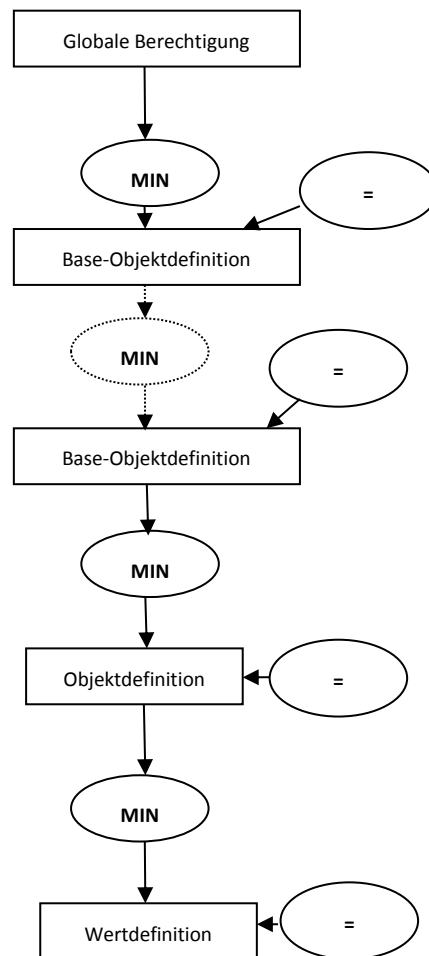 Globale Berechtigung
MIN
=
Base-Objektdefinition
MIN
=
Base-Objektdefinition
MIN
Objektdefinition
=
MIN
Wertdefinition
=